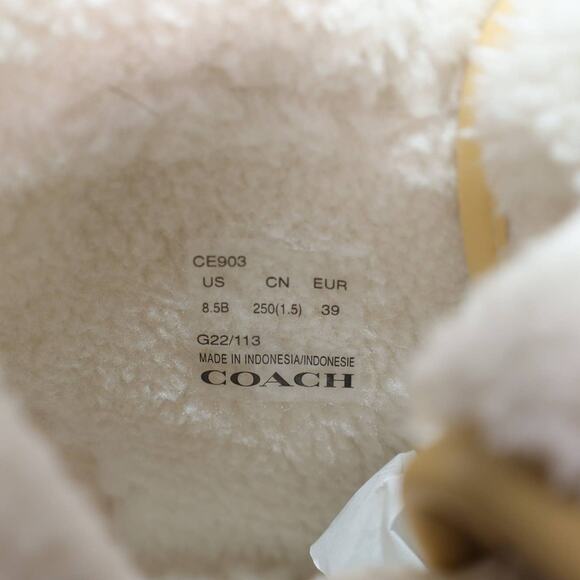 CE903
US CN EUR
8.5B 250(1.5) 39
G22/113
MADE IN INDONESIA/INDONESIE
COACH